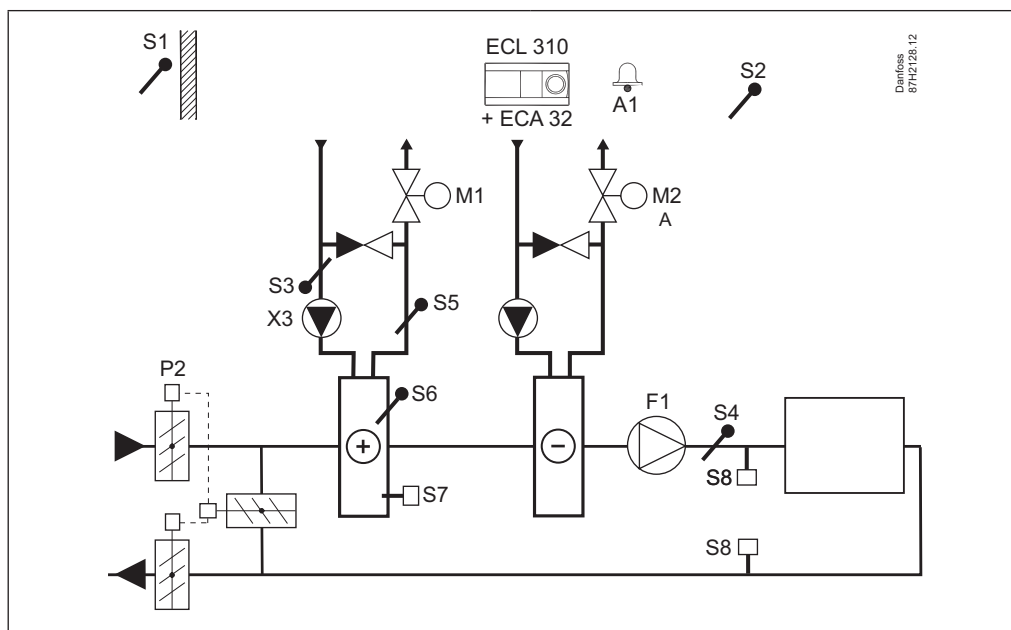 S1
ECL 310
+ ECA 32
A1
S2
Danfoss
87H2128.12
M1
M2
A
S3
X3
S5
P2
S6
+
−
F1
S4
S7
S8
S8